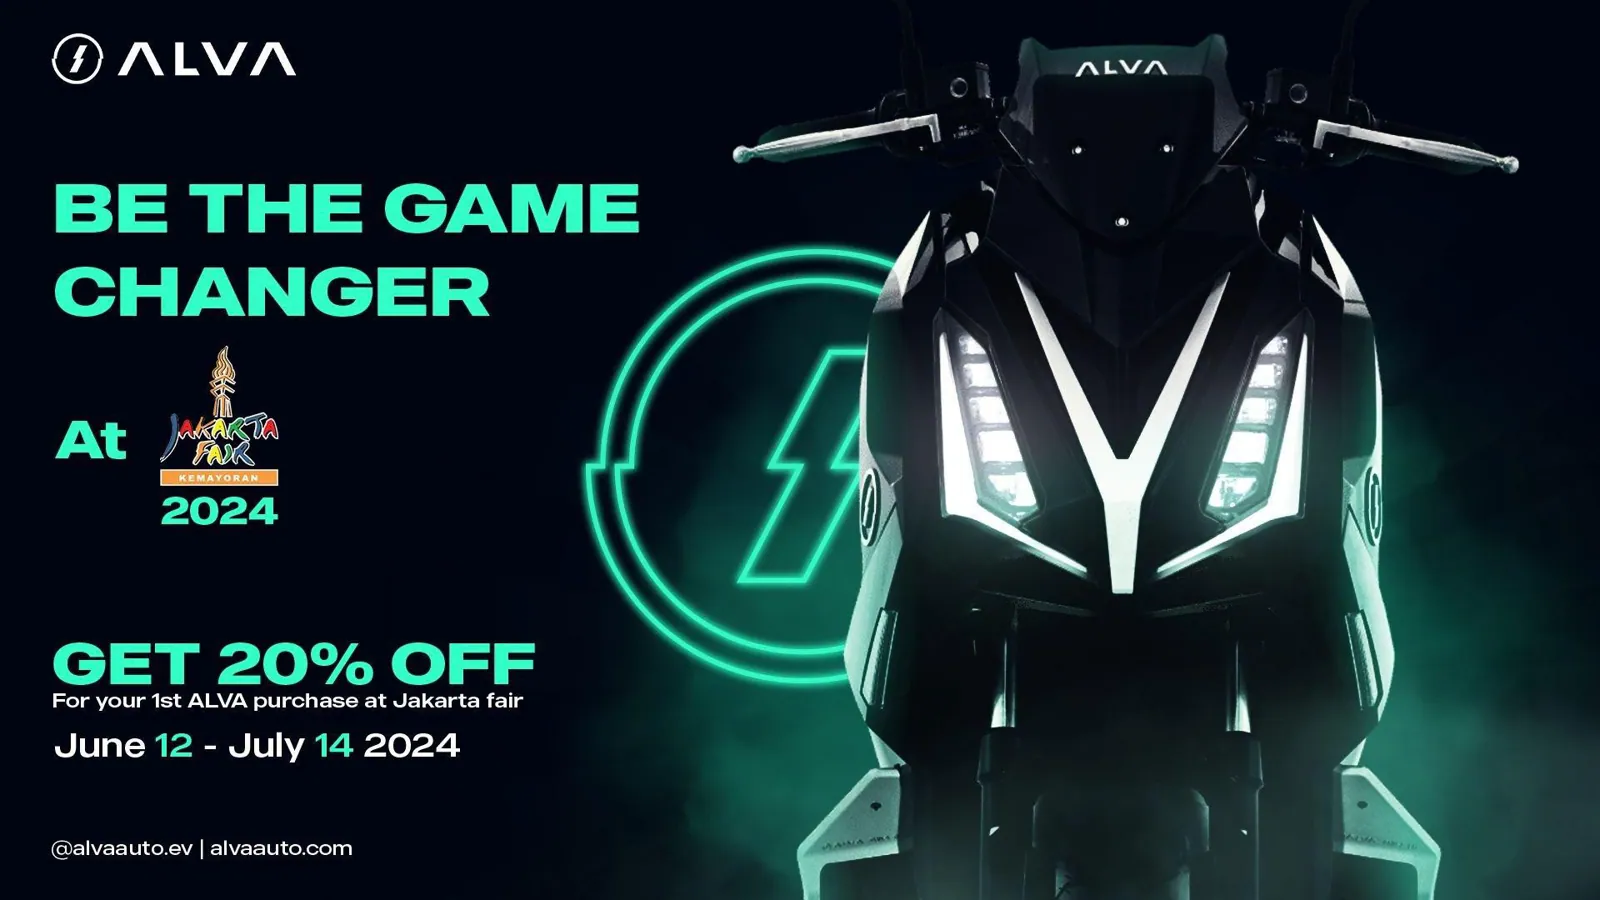 ALVA
ALVA
BE THE GAME
CHANGER
At
JAKARTA
FAIR
KEMAYORAN
2024
GET 20% OFF
For your 1st ALVA purchase at Jakarta fair
June 12 - July 14 2024
@alvaauto.ev | alvaauto.com